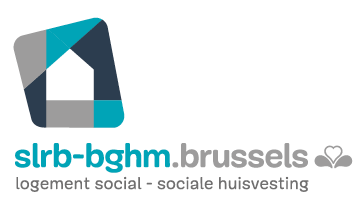 slrb-bghm.brussels
logement social - sociale huisvesting